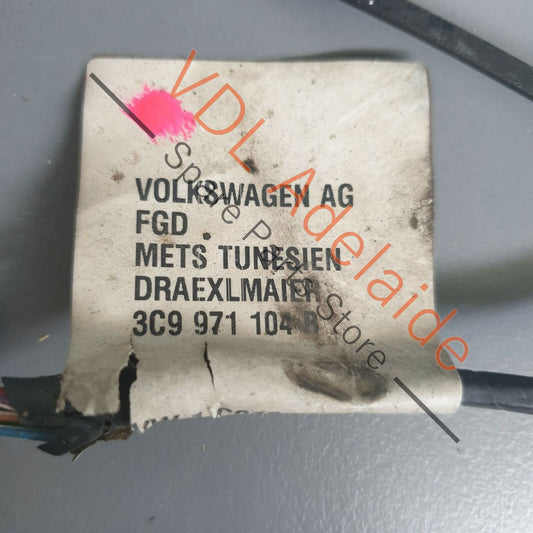 VOLKSWAGEN AG
FGD
METS TUNESIEN
DRAEXLMAIER
3C9 971 104
VDL Adelaide
Spare Parts Store